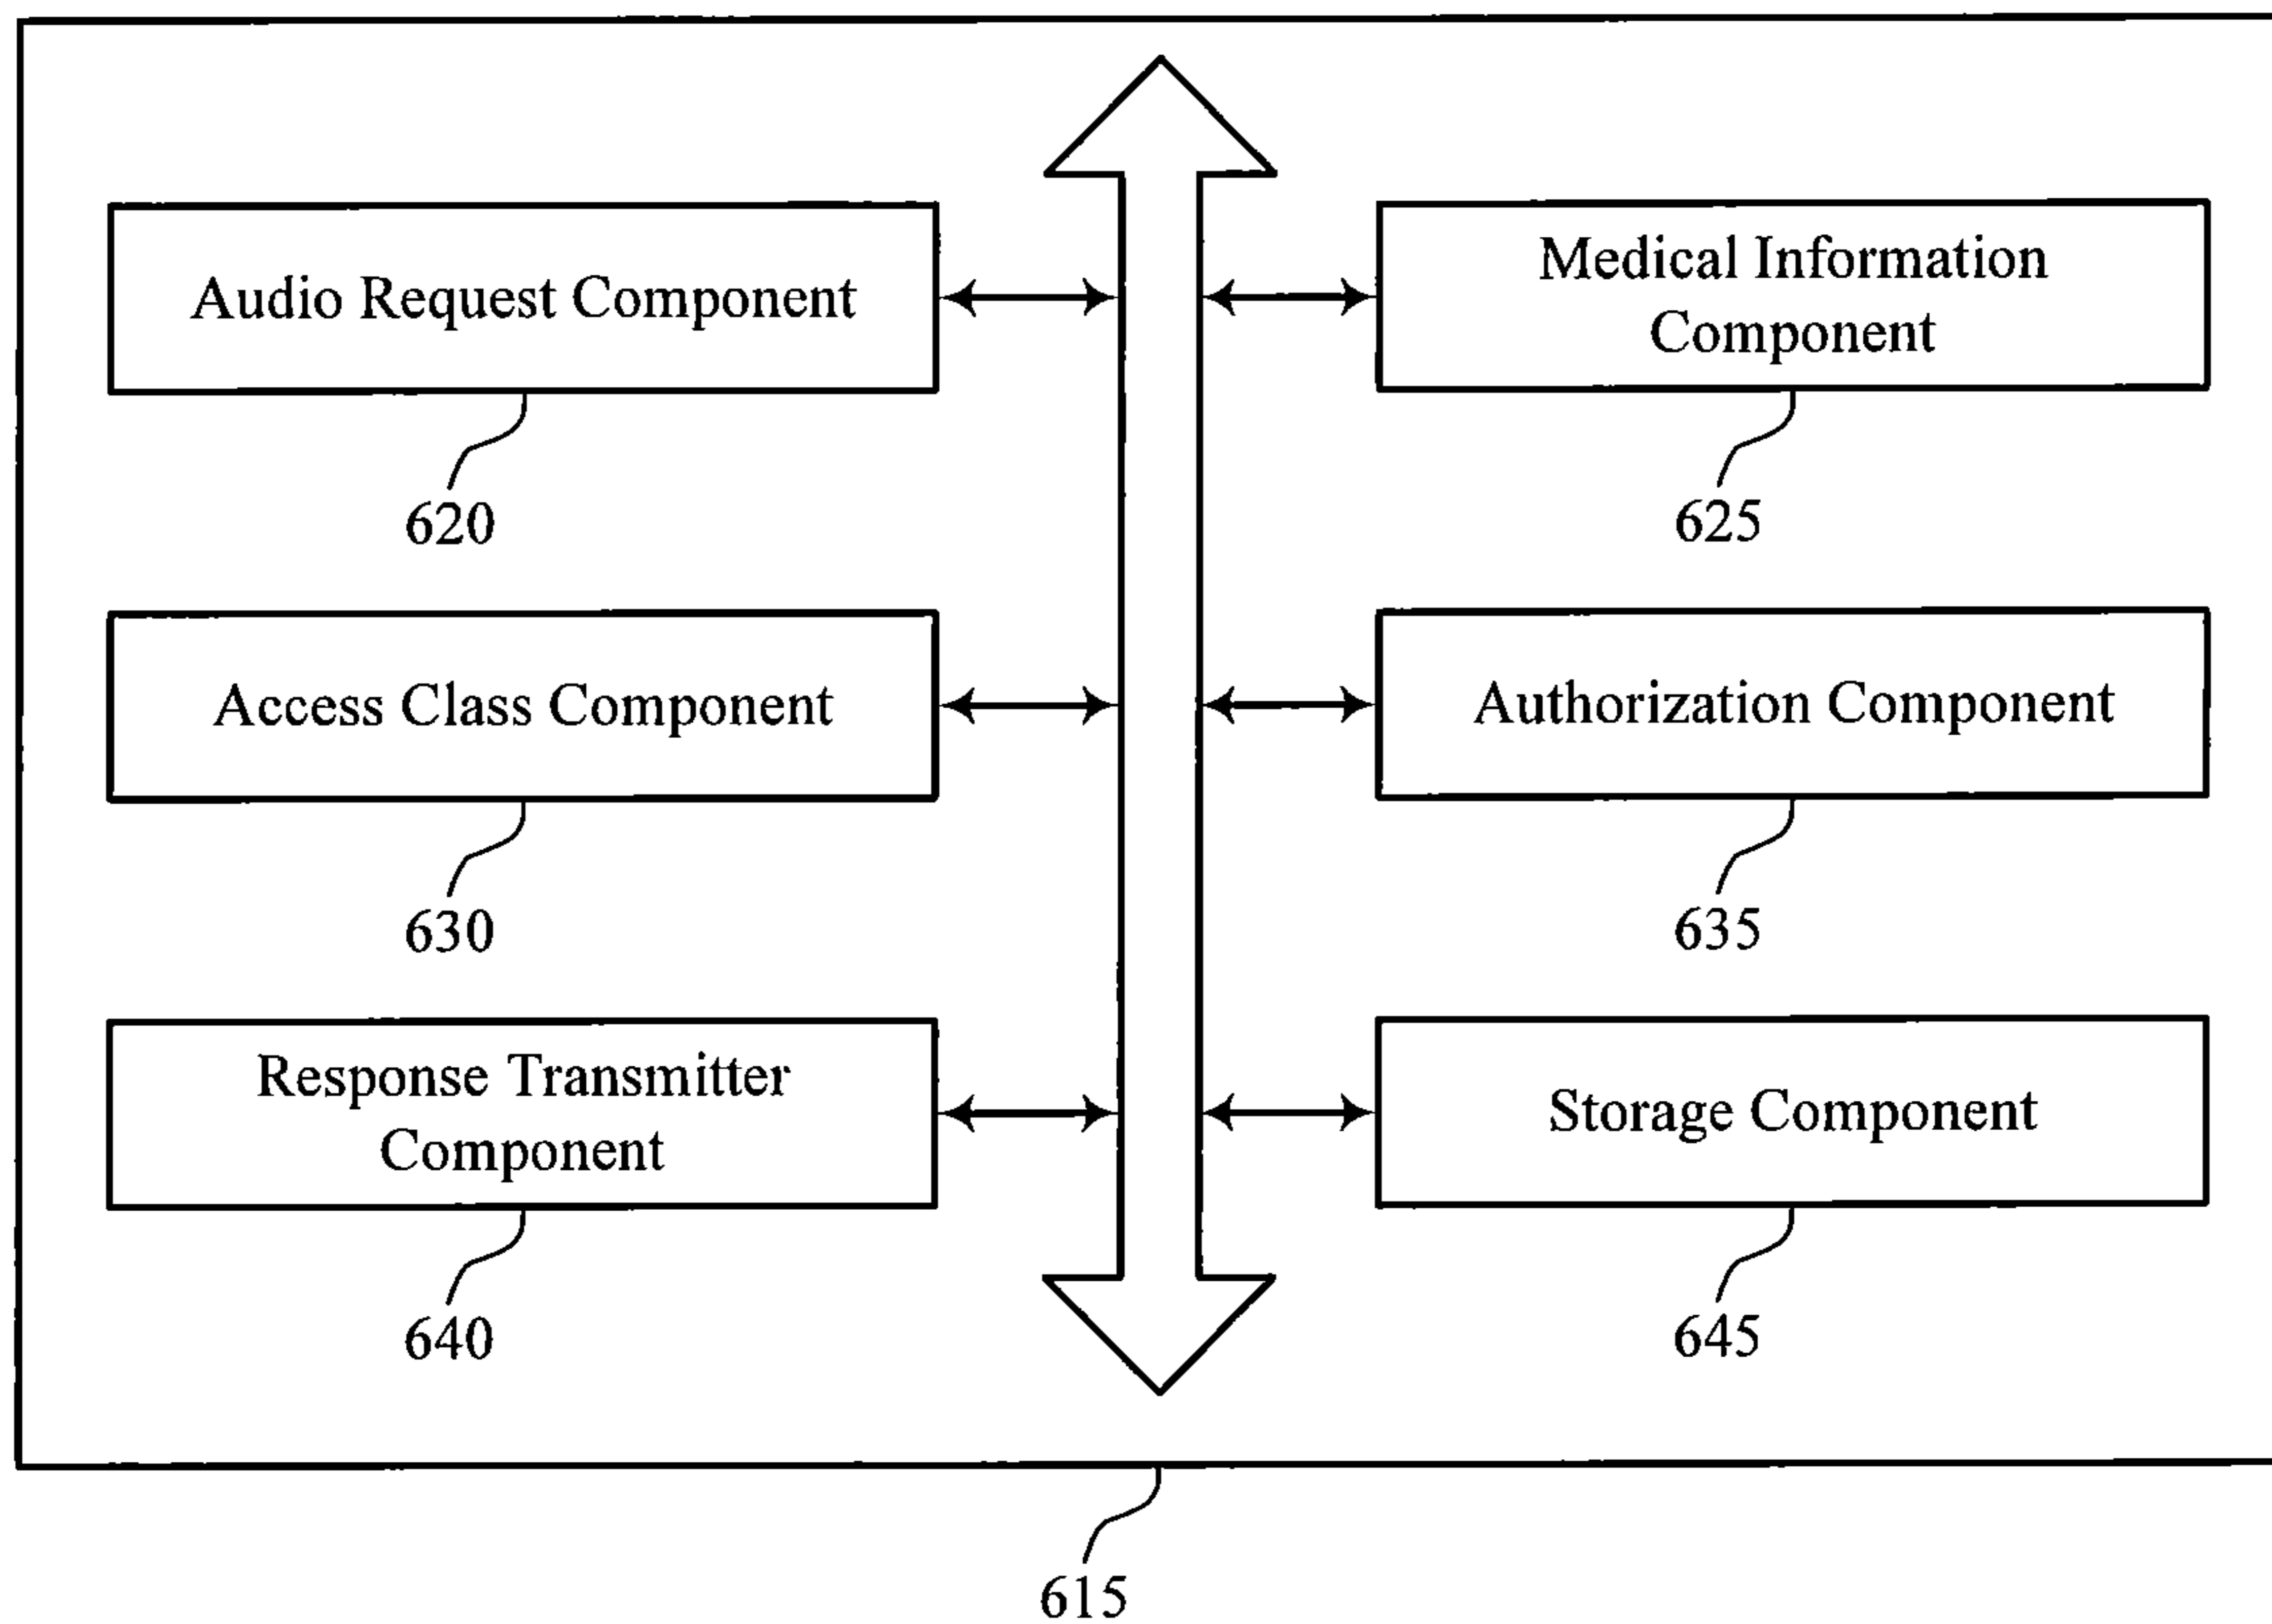 Audio Request Component
620
Medical Information
Component
625
Access Class Component
630
Authorization Component
635
Response Transmitter
Component
640
Storage Component
645
615